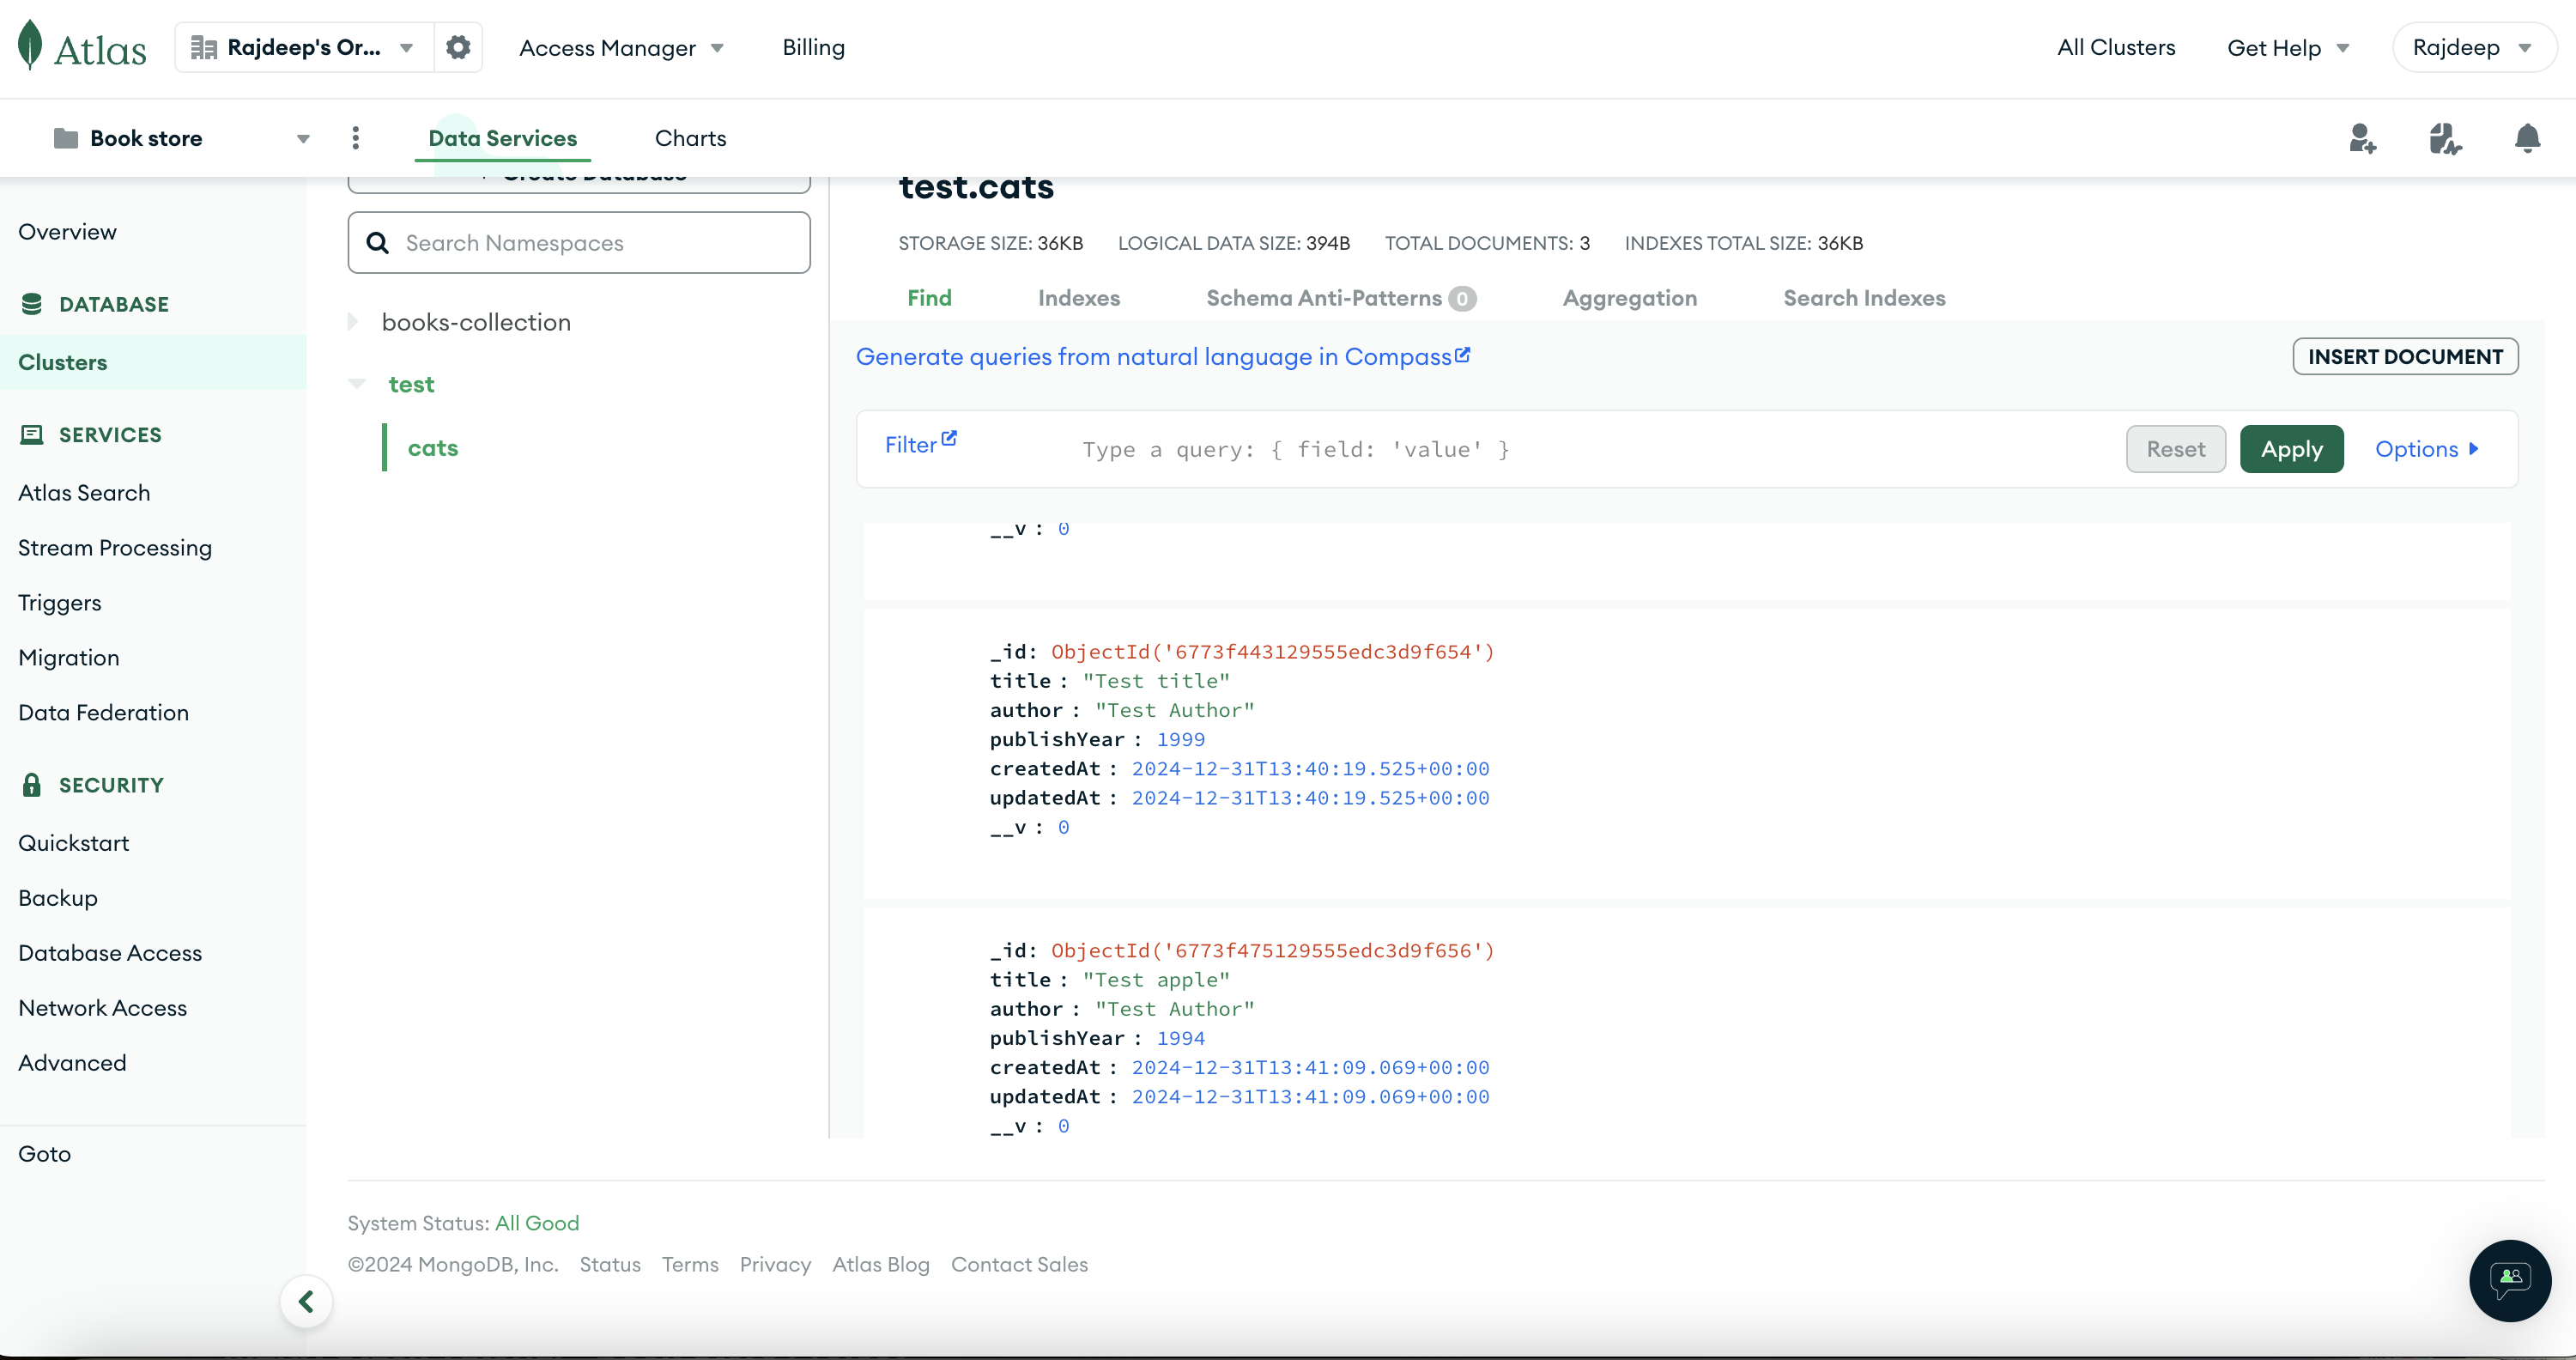 Atlas
Rajdeep's Or...
Access Manager
Billing
All Clusters
Get Help
Rajdeep
Book store
Data Services
Charts
Overview
DATABASE
Clusters
SERVICES
Atlas Search
Stream Processing
Triggers
Migration
Data Federation
SECURITY
Quickstart
Backup
Database Access
Network Access
Advanced
Goto
Create Database
Search Namespaces
books-collection
test
cats
test.cats
STORAGE SIZE: 36KB LOGICAL DATA SIZE: 394B TOTAL DOCUMENTS: 3 INDEXES TOTAL SIZE: 36KB
Find Indexes Schema Anti-Patterns 0 Aggregation Search Indexes
Generate queries from natural language in Compass
INSERT DOCUMENT
Filter
Type a query: { field: 'value' }
Reset
Apply
Options
__v : 0
_id: ObjectId('6773f443129555edc3d9f654')
title : "Test title"
author : "Test Author"
publishYear : 1999
createdAt : 2024-12-31T13:40:19.525+00:00
updatedAt : 2024-12-31T13:40:19.525+00:00
__v : 0
_id: ObjectId('6773f475129555edc3d9f656')
title : "Test apple"
author : "Test Author"
publishYear : 1994
createdAt : 2024-12-31T13:41:09.069+00:00
updatedAt : 2024-12-31T13:41:09.069+00:00
__v : 0
System Status: All Good
©2024 MongoDB, Inc. Status Terms Privacy Atlas Blog Contact Sales